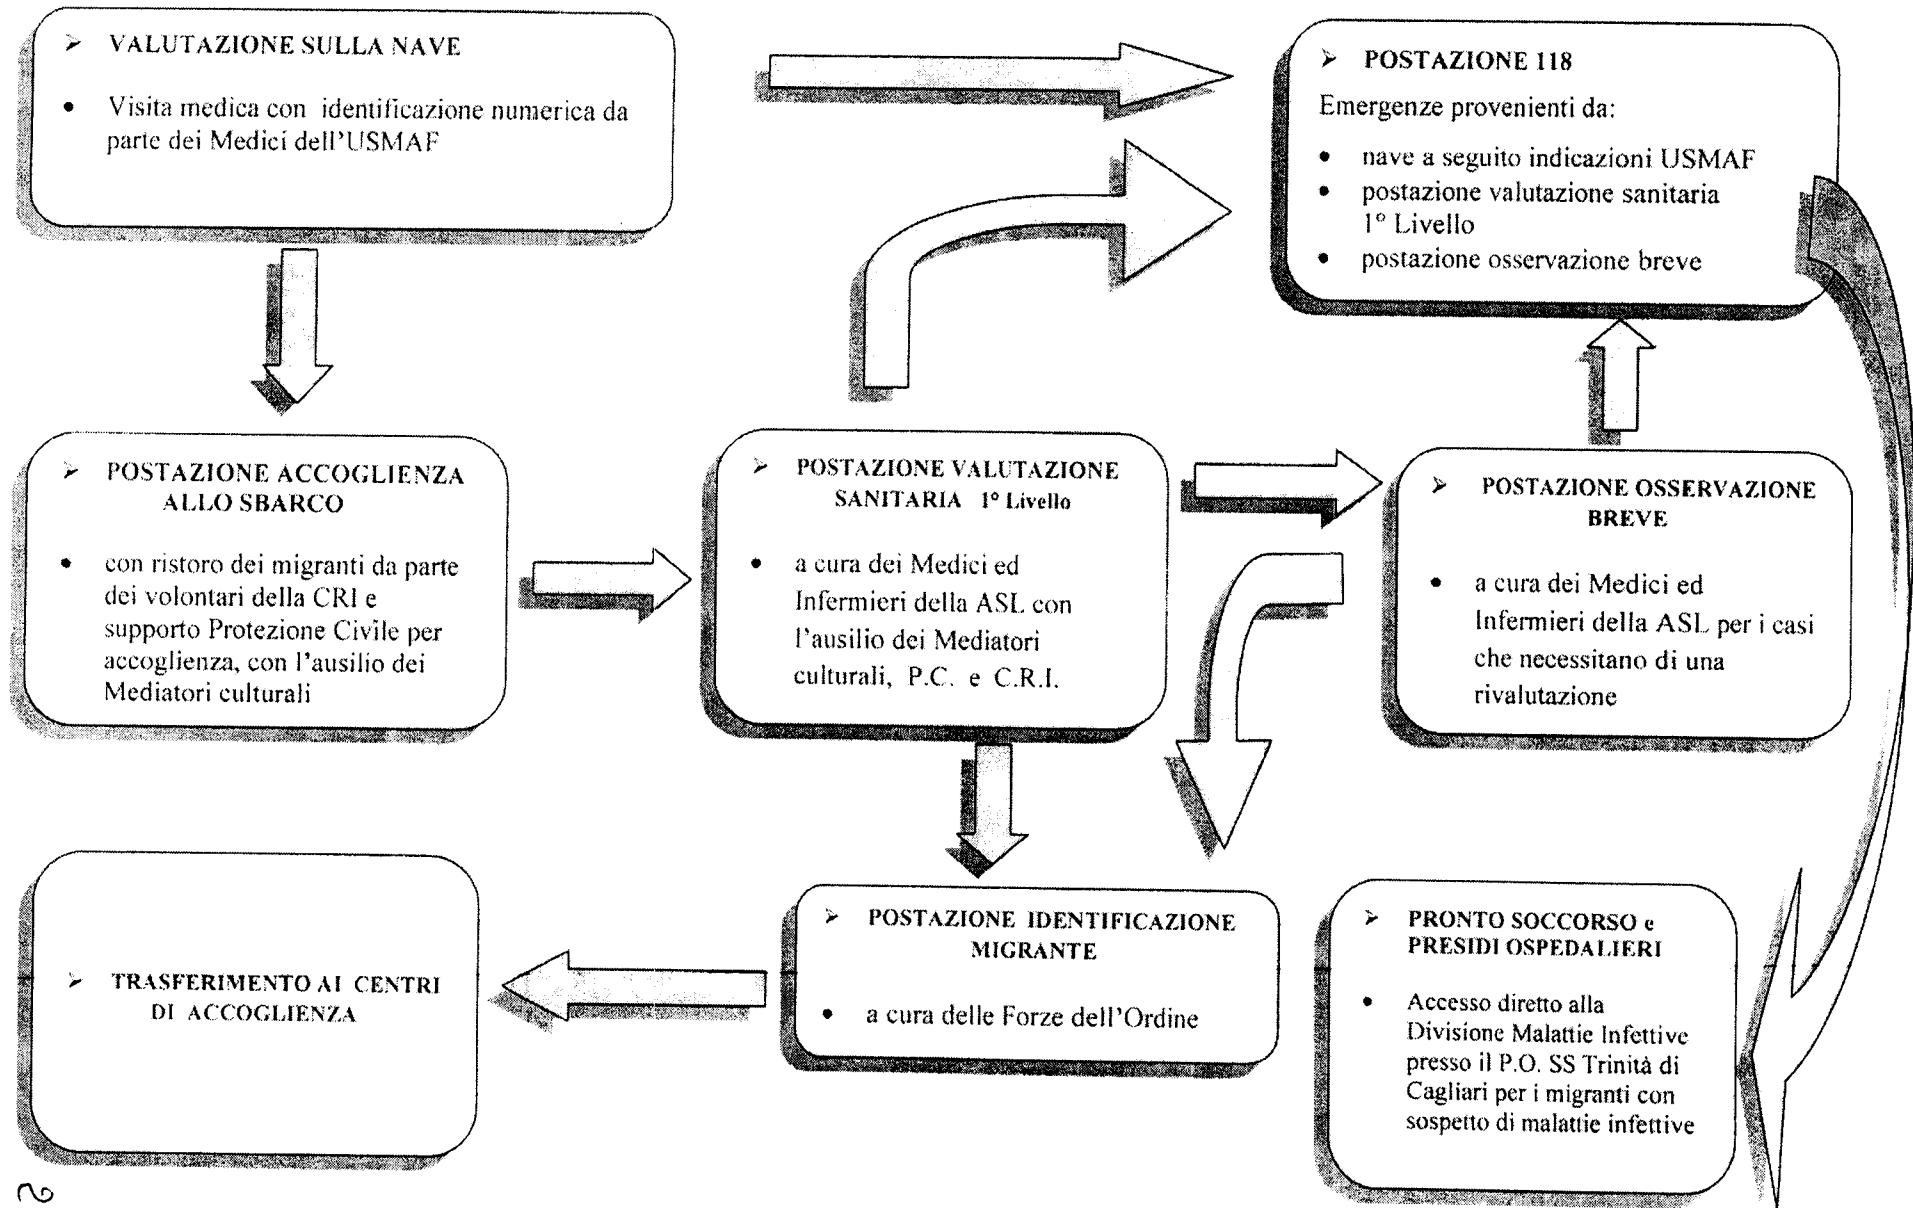 ➢ VALUTAZIONE SULLA NAVE
• Visita medica con identificazione numerica da
parte dei Medici dell'USMAF
➢ POSTAZIONE 118
Emergenze provenienti da:
• nave a seguito indicazioni USMAF
• postazione valutazione sanitaria
1° Livello
• postazione osservazione breve
➢ POSTAZIONE ACCOGLIENZA
ALLO SBARCO
• con ristoro dei migranti da parte
dei volontari della CRI e
supporto Protezione Civile per
accoglienza, con l'ausilio dei
Mediatori culturali
➢ POSTAZIONE VALUTAZIONE
SANITARIA 1° Livello
• a cura dei Medici ed
Infermieri della ASL con
l'ausilio dei Mediatori
culturali, P.C. e C.R.I.
➢ POSTAZIONE OSSERVAZIONE
BREVE
• a cura dei Medici ed
Infermieri della ASL per i casi
che necessitano di una
rivalutazione
➢ TRASFERIMENTO AI CENTRI
DI ACCOGLIENZA
➢ POSTAZIONE IDENTIFICAZIONE
MIGRANTE
• a cura delle Forze dell'Ordine
➢ PRONTO SOCCORSO e
PRESIDI OSPEDALIERI
• Accesso diretto alla
Divisione Malattie Infettive
presso il P.O. SS Trinità di
Cagliari per i migranti con
sospetto di malattie infettive
2